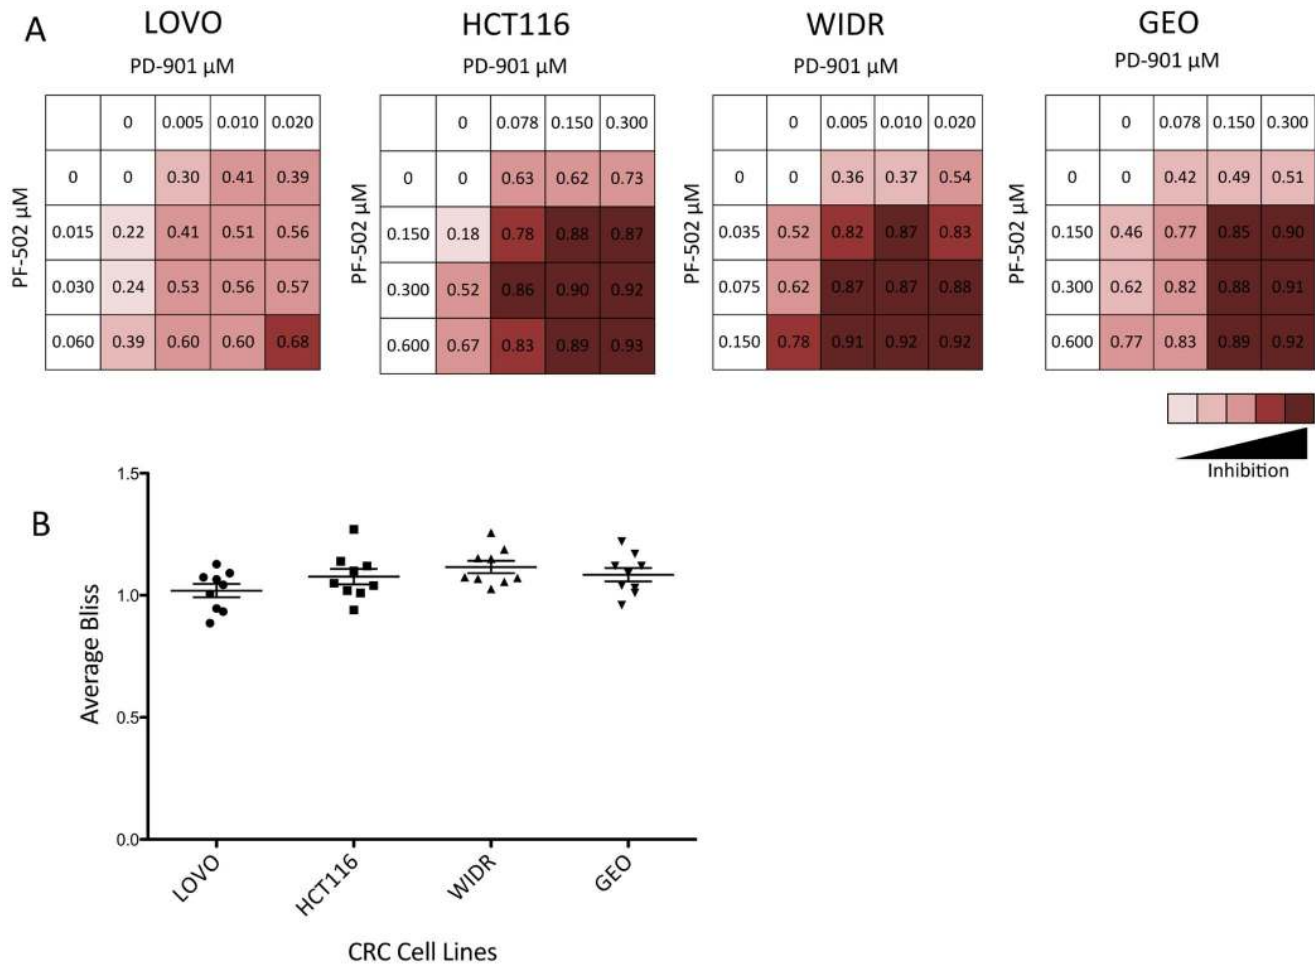 A
LOVO HCT116 WIDR GEO
PD-901 µM PD-901 µM PD-901 µM PD-901 µM
0 0.005 0.010 0.020 0 0.078 0.150 0.300 0 0.005 0.010 0.020 0 0.078 0.150 0.300
0 0 0.30 0.41 0.39 0 0 0.63 0.62 0.73 0 0 0.36 0.37 0.54 0 0 0.42 0.49 0.51
0.015 0.22 0.41 0.51 0.56 0.150 0.18 0.78 0.88 0.87 0.035 0.52 0.82 0.87 0.83 0.150 0.46 0.77 0.85 0.90
0.030 0.24 0.53 0.56 0.57 0.300 0.52 0.86 0.90 0.92 0.075 0.62 0.87 0.87 0.88 0.300 0.62 0.82 0.88 0.91
0.060 0.39 0.60 0.60 0.68 0.600 0.67 0.83 0.89 0.93 0.150 0.78 0.91 0.92 0.92 0.600 0.77 0.83 0.89 0.92
PF-502 µM PF-502 µM PF-502 µM PF-502 µM
Inhibition
B
1.5
1.0
0.5
0.0
Average Bliss
LOVO HCT116 WIDR GEO
CRC Cell Lines